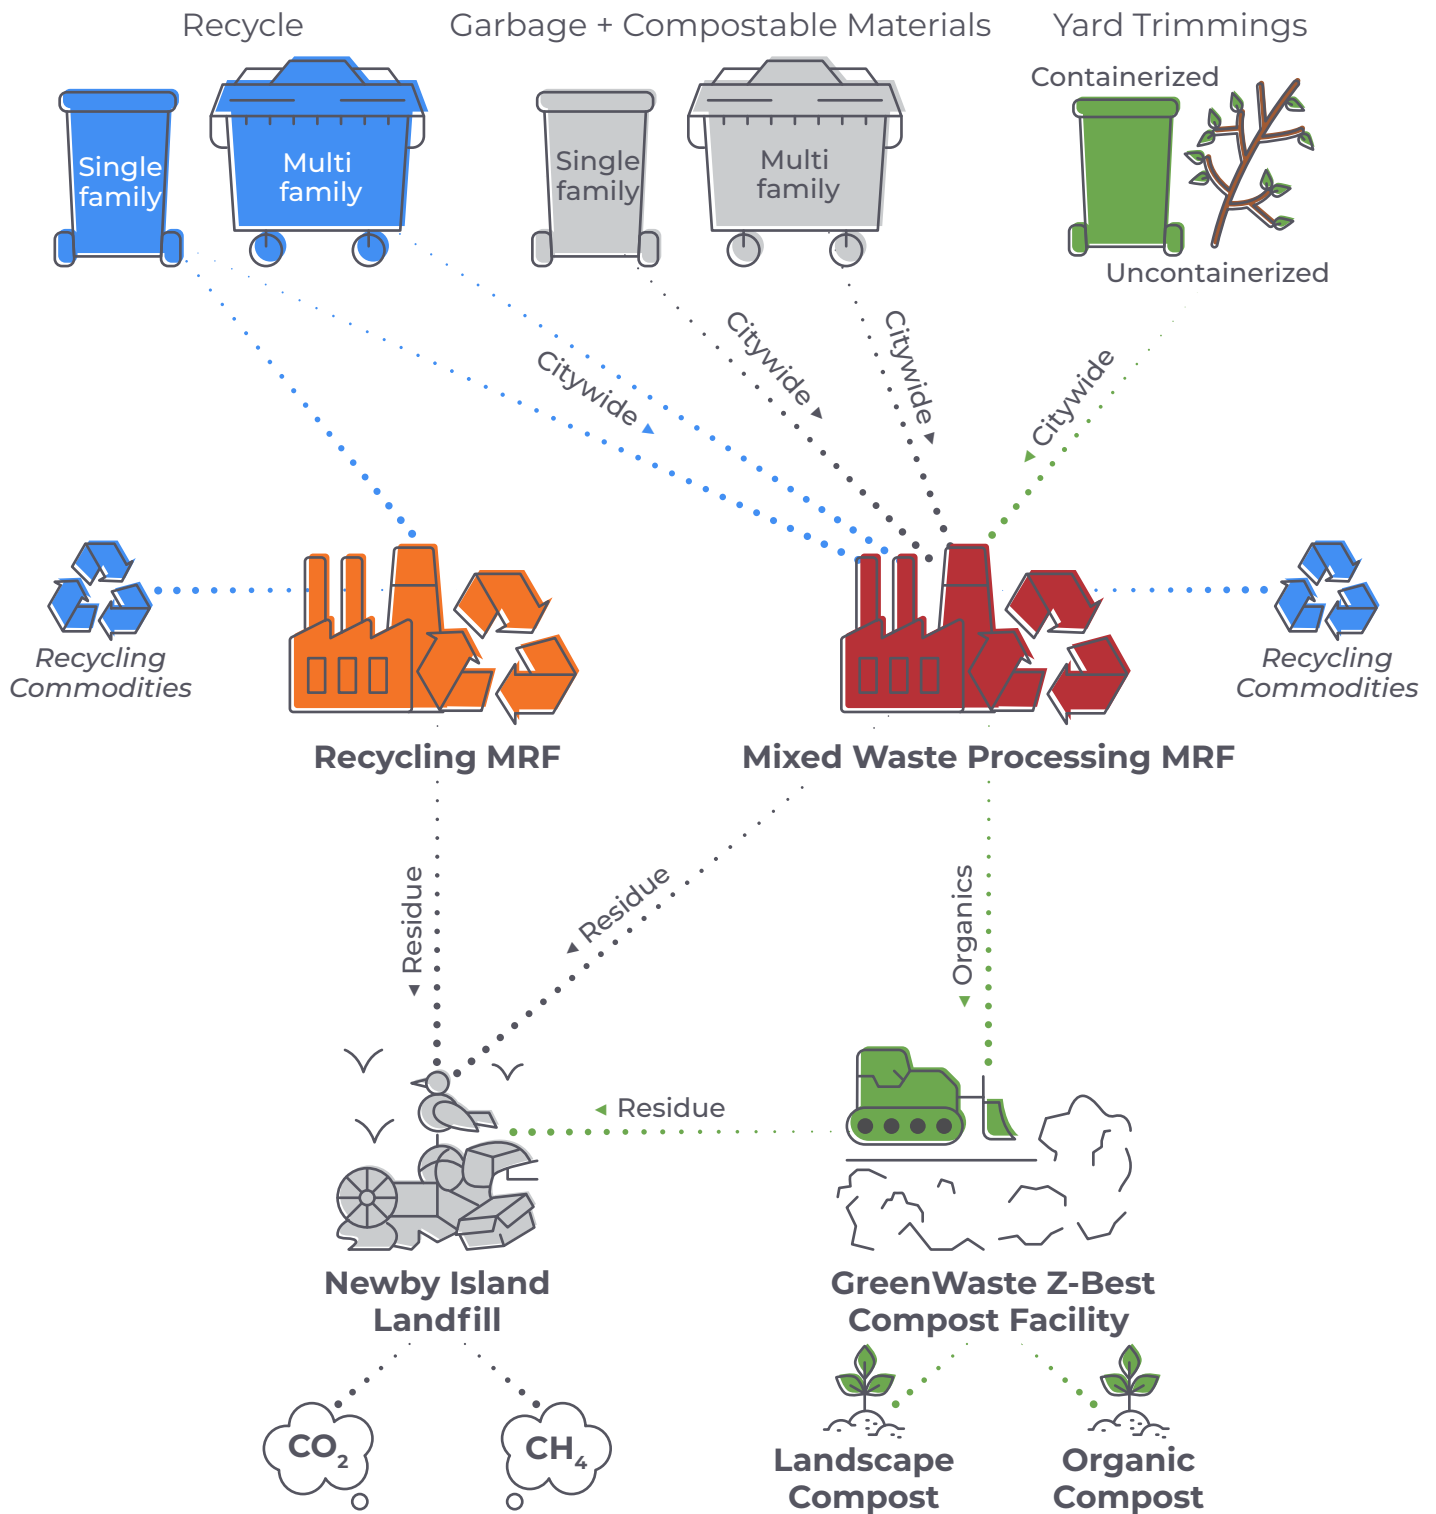 Recycle
Garbage + Compostable Materials
Yard Trimmings
Containerized
Single
family
Multi
family
Single
family
Multi
family
Uncontainerized
Citywide
Citywide
Citywide
Citywide
Recycling
Commodities
Recycling
Commodities
Recycling MRF
Mixed Waste Processing MRF
Residue
Residue
Organics
Residue
Newby Island
Landfill
GreenWaste Z-Best
Compost Facility
CO₂
CH₄
Landscape
Compost
Organic
Compost